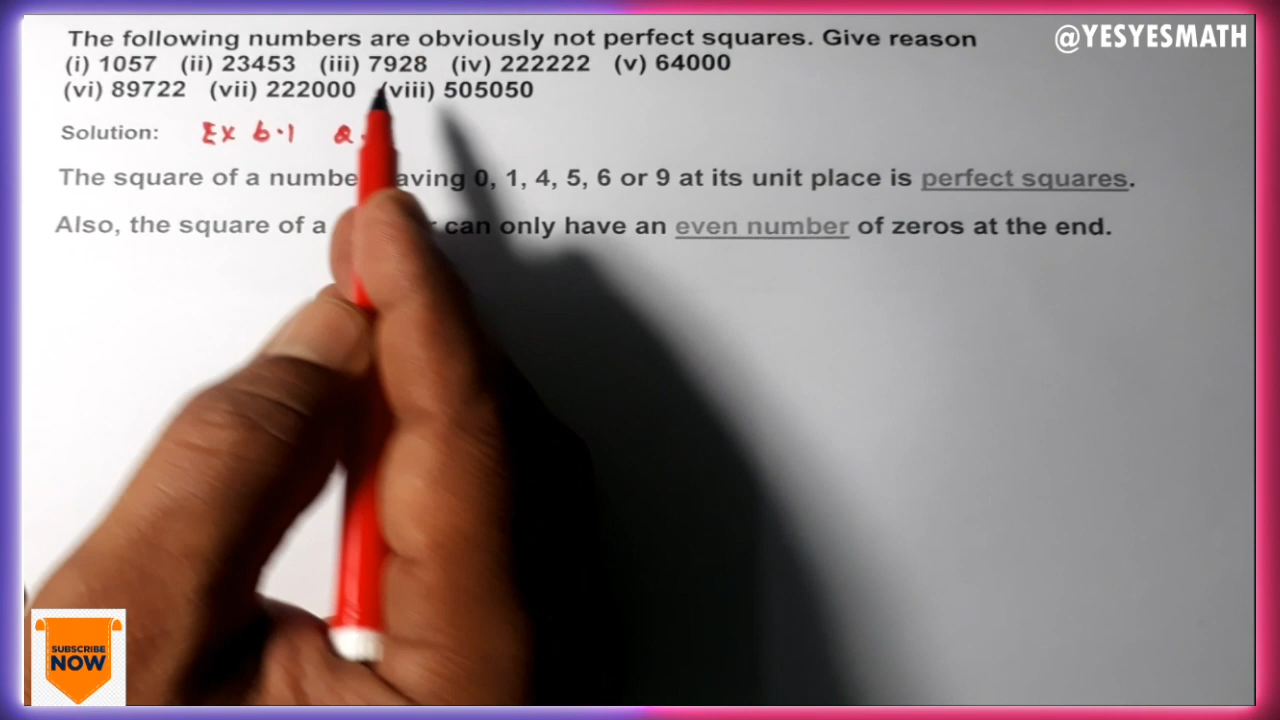 @YESYESMATH
The following numbers are obviously not perfect squares. Give reason
(i) 1057 (ii) 23453 (iii) 7928 (iv) 222222 (v) 64000
(vi) 89722 (vii) 222000 (viii) 505050
Solution: Ex 6.1
The square of a number having 0, 1, 4, 5, 6 or 9 at its unit place is perfect squares.
Also, the square of a can only have an even number of zeros at the end.
SUBSCRIBE
NOW